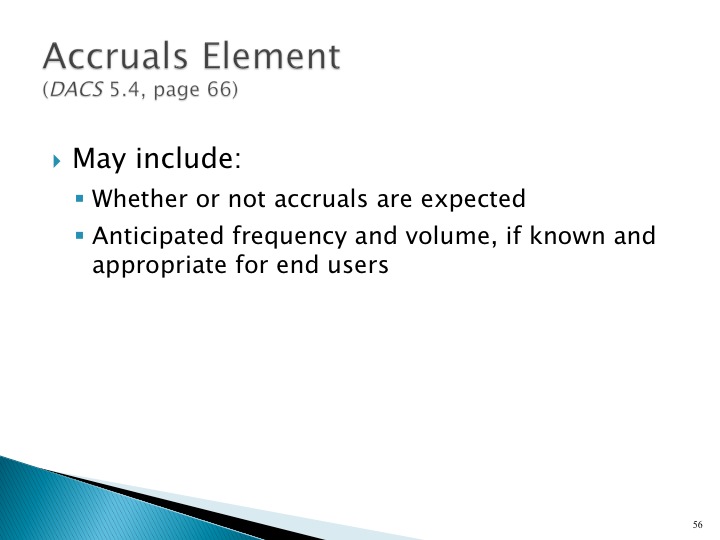 Accruals Element
(DACS 5.4, page 66)
May include:
Whether or not accruals are expected
Anticipated frequency and volume, if known and
appropriate for end users
56